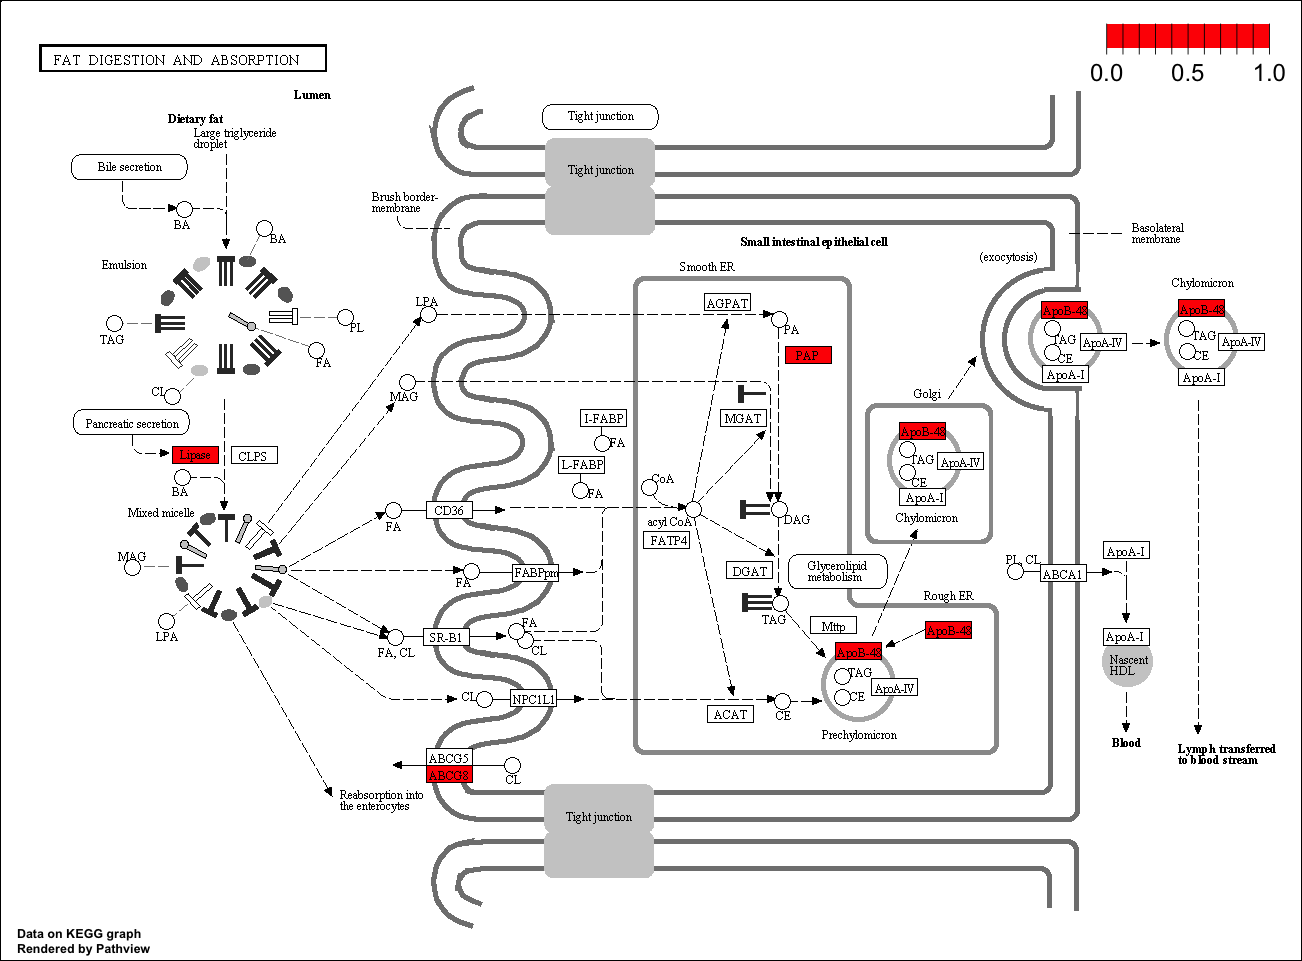 FAT DIGESTION AND ABSORPTION
0.0 0.5 1.0
Lumen
Dietary fat
Large triglyceride
droplet
Bile secretion
BA
BA
Emulsion
TAG
PL
FA
CL
Pancreatic secretion
Lipase
CLPS
BA
Mixed micelle
MAG
LPA
Tight junction
Tight junction
Brush border-
membrane
Small intestinal epithelial cell
Basolateral
membrane
(exocytosis)
Smooth ER
LPA
AGPAT
PA
PAP
MAG
MGAT
I-FABP
FA
L-FABP
FA
CoA
acyl CoA
FATP4
DAG
DGAT
Glycerolipid
metabolism
TAG
FA
CD36
FA
FABPpm
FA, CL
SR-B1
FA
CL
CL
NPC1L1
ACAT
CE
ABCG5
ABCG8
CL
Reabsorption into
the enterocytes
Tight junction
Rough ER
Mttp
ApoB-48
ApoB-48
TAG
CE
ApoA-IV
Prechylomicron
Golgi
ApoB-48
TAG
CE
ApoA-IV
ApoA-I
Chylomicron
ApoB-48
TAG
CE
ApoA-IV
ApoA-I
Chylomicron
ApoB-48
TAG
CE
ApoA-IV
ApoA-I
PL, CL
ABCA1
ApoA-I
ApoA-I
Nascent
HDL
Blood
Lymph transferred
to blood stream
Data on KEGG graph
Rendered by Pathview